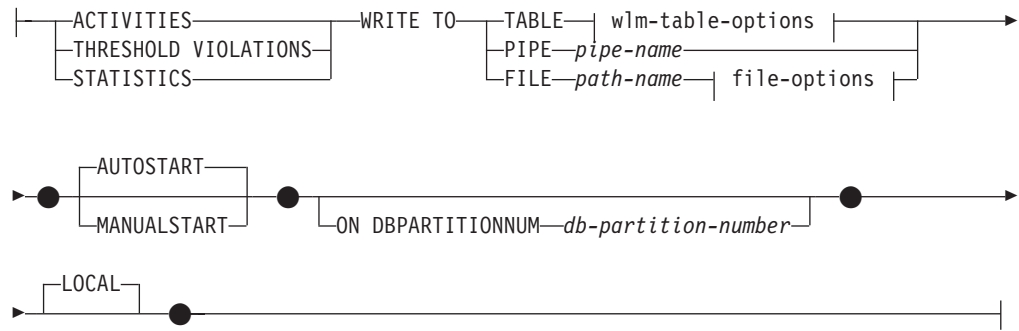 ACTIVITIES WRITE TO TABLE wlm-table-options
THRESHOLD VIOLATIONS PIPE pipe-name
STATISTICS FILE path-name file-options
AUTOSTART
MANUALSTART ON DBPARTITIONNUM db-partition-number
LOCAL